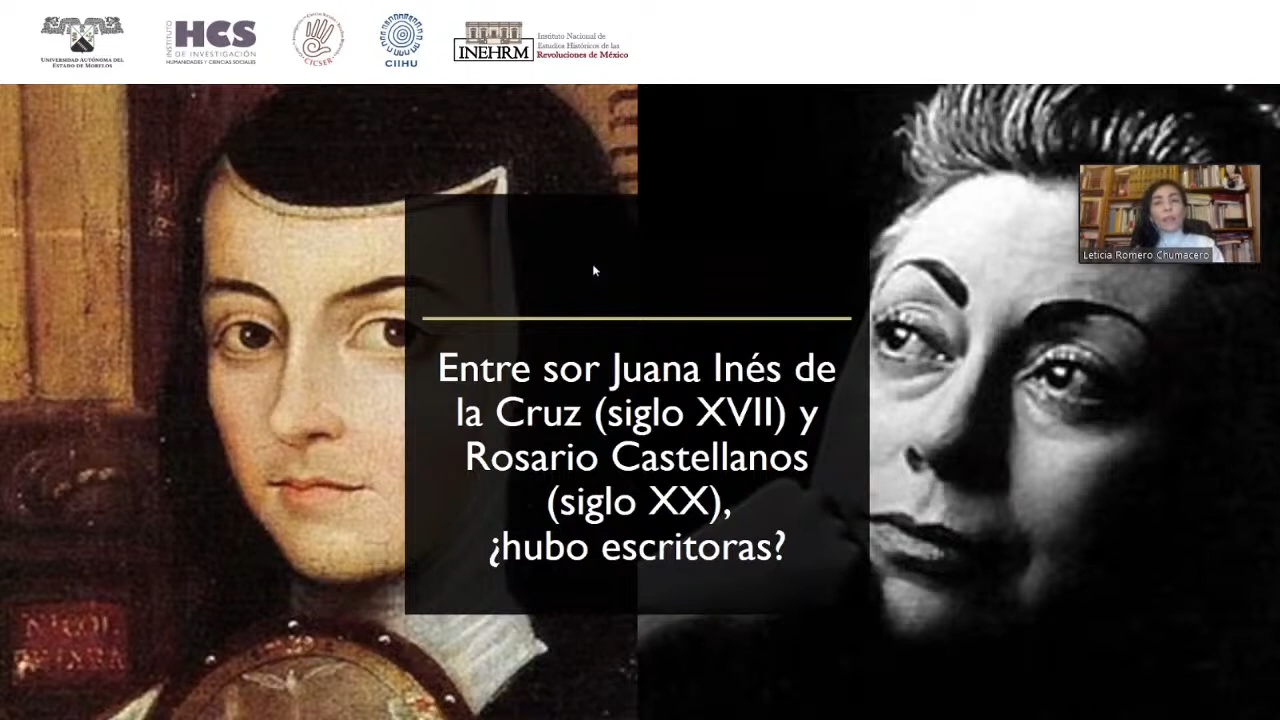 UNIVERSIDAD AUTÓNOMA DEL
ESTADO DE MORELOS
INSTITUTO
HCS
DE INVESTIGACIÓN
HUMANIDADES Y CIENCIAS SOCIALES
CICSER
CIIHU
INEHRM
Instituto Nacional de
Estudios Históricos de las
Revoluciones de México
Leticia Romero Chumacero
Entre sor Juana Inés de
la Cruz (siglo XVII) y
Rosario Castellanos
(siglo XX),
¿hubo escritoras?